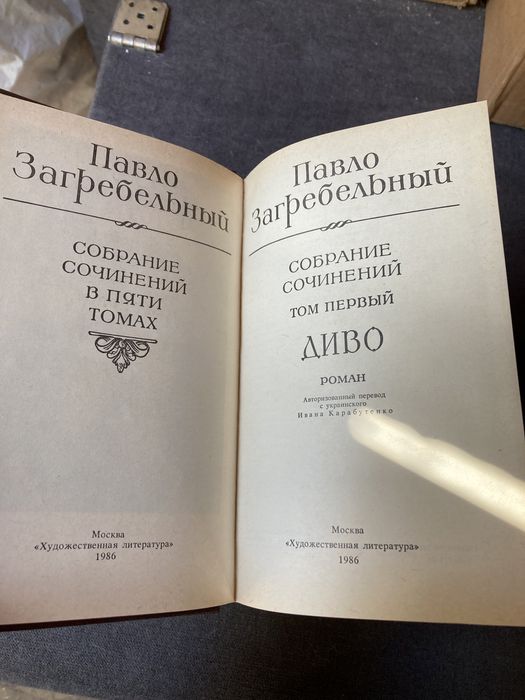 Павло
Загребельный
СОБРАНИЕ
СОЧИНЕНИЙ
В ПЯТИ
ТОМАХ
Москва
«Художественная литература»
1986
Павло
Загребельный
СОБРАНИЕ
СОЧИНЕНИЙ
ТОМ ПЕРВЫЙ
ДИВО
РОМАН
Авторизованный перевод
с украинского
Ивана Карабутенко
Москва
«Художественная литература»
1986